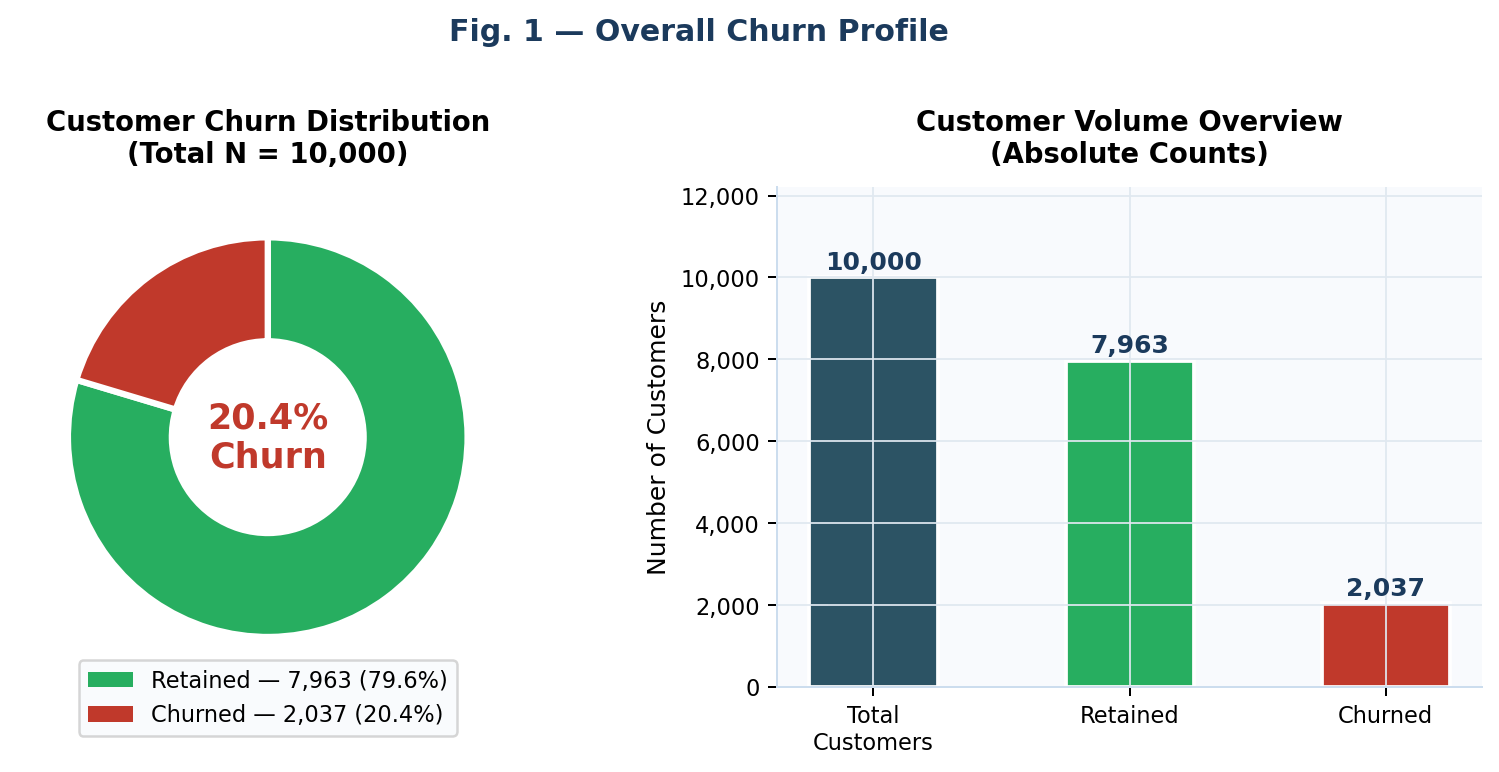 Fig. 1 — Overall Churn Profile
Customer Churn Distribution
(Total N = 10,000)
20.4%
Churn
Retained — 7,963 (79.6%)
Churned — 2,037 (20.4%)
Customer Volume Overview
(Absolute Counts)
Number of Customers
12,000
10,000
8,000
6,000
4,000
2,000
0
10,000
7,963
2,037
Total
Customers
Retained
Churned